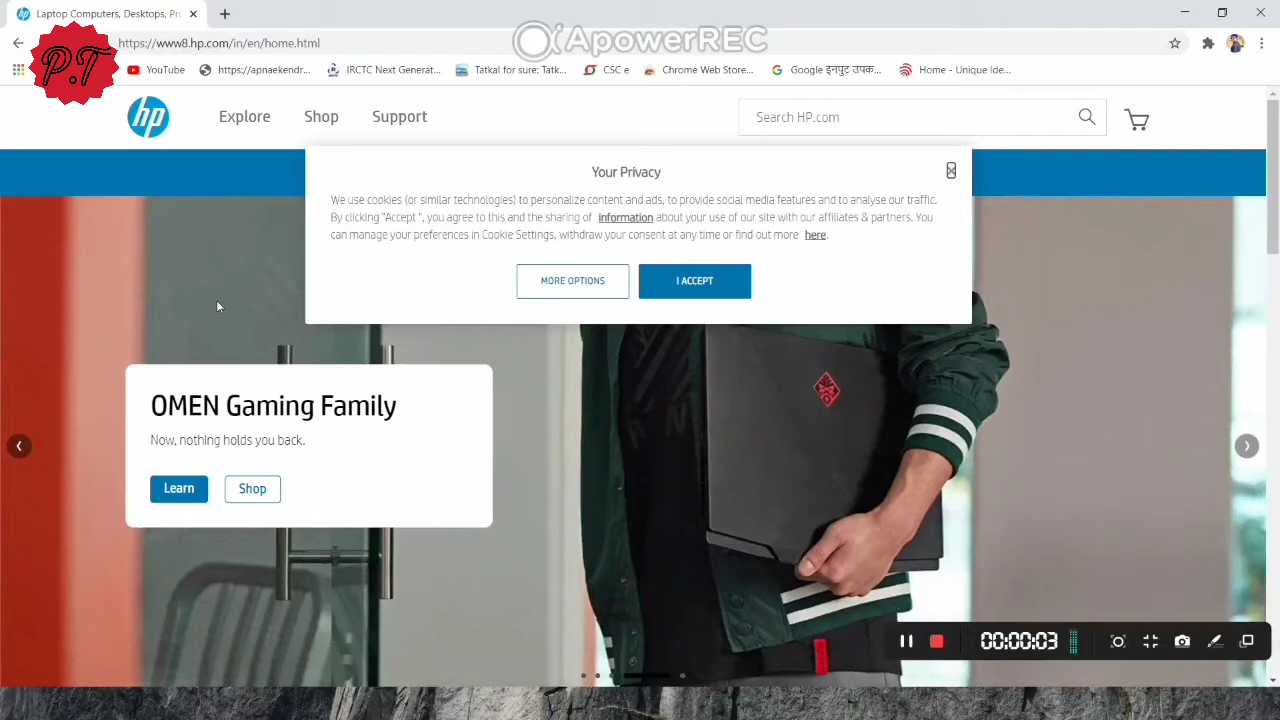 Laptop Computers, Desktops, Pri
ApowerREC
https://www8.hp.com/in/en/home.html
P.T
YouTube
https://apnaekendr...
IRCTC Next Generat...
Tatkal for sure: Tatk...
CSC e
Chrome Web Store...
Google इनपुट उपक...
Home - Unique Ide...
hp
Explore
Shop
Support
Search HP.com
Your Privacy
We use cookies (or similar technologies) to personalize content and ads, to provide social media features and to analyse our traffic.
By clicking "Accept ", you agree to this and the sharing of information about your use of our site with our affiliates & partners. You
can manage your preferences in Cookie Settings, withdraw your consent at any time or find out more here.
MORE OPTIONS
I ACCEPT
OMEN Gaming Family
Now, nothing holds you back.
Learn
Shop
00:00:03